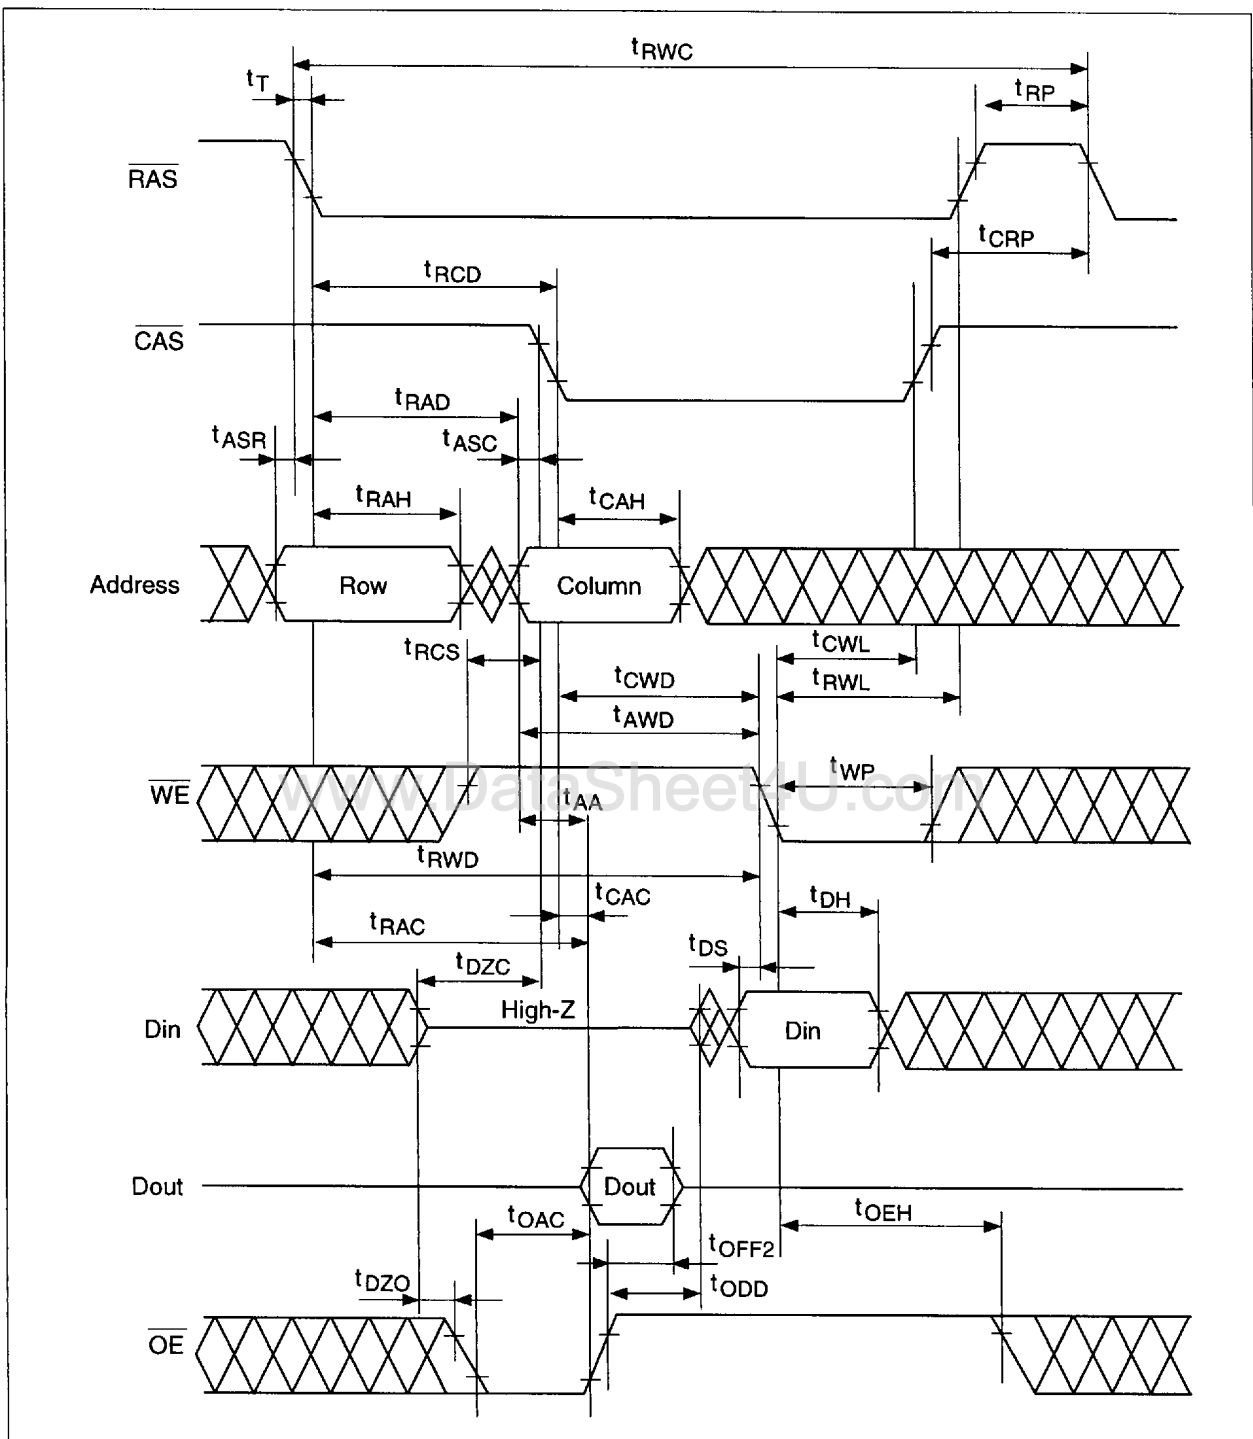 tRWC
tT
tRP
RAS
tCRP
tRCD
CAS
tRAD
tASR
tASC
tRAH
tCAH
Address
Row
Column
tRCS
tCWL
tCWD
tRWL
tAWD
www.DataSheet4U.com
WE
tWP
tAA
tRWD
tCAC
tDH
tRAC
tDS
tDZC
High-Z
Din
Din
Dout
Dout
tOAC
tOEH
tOFF2
tDZO
tODD
OE